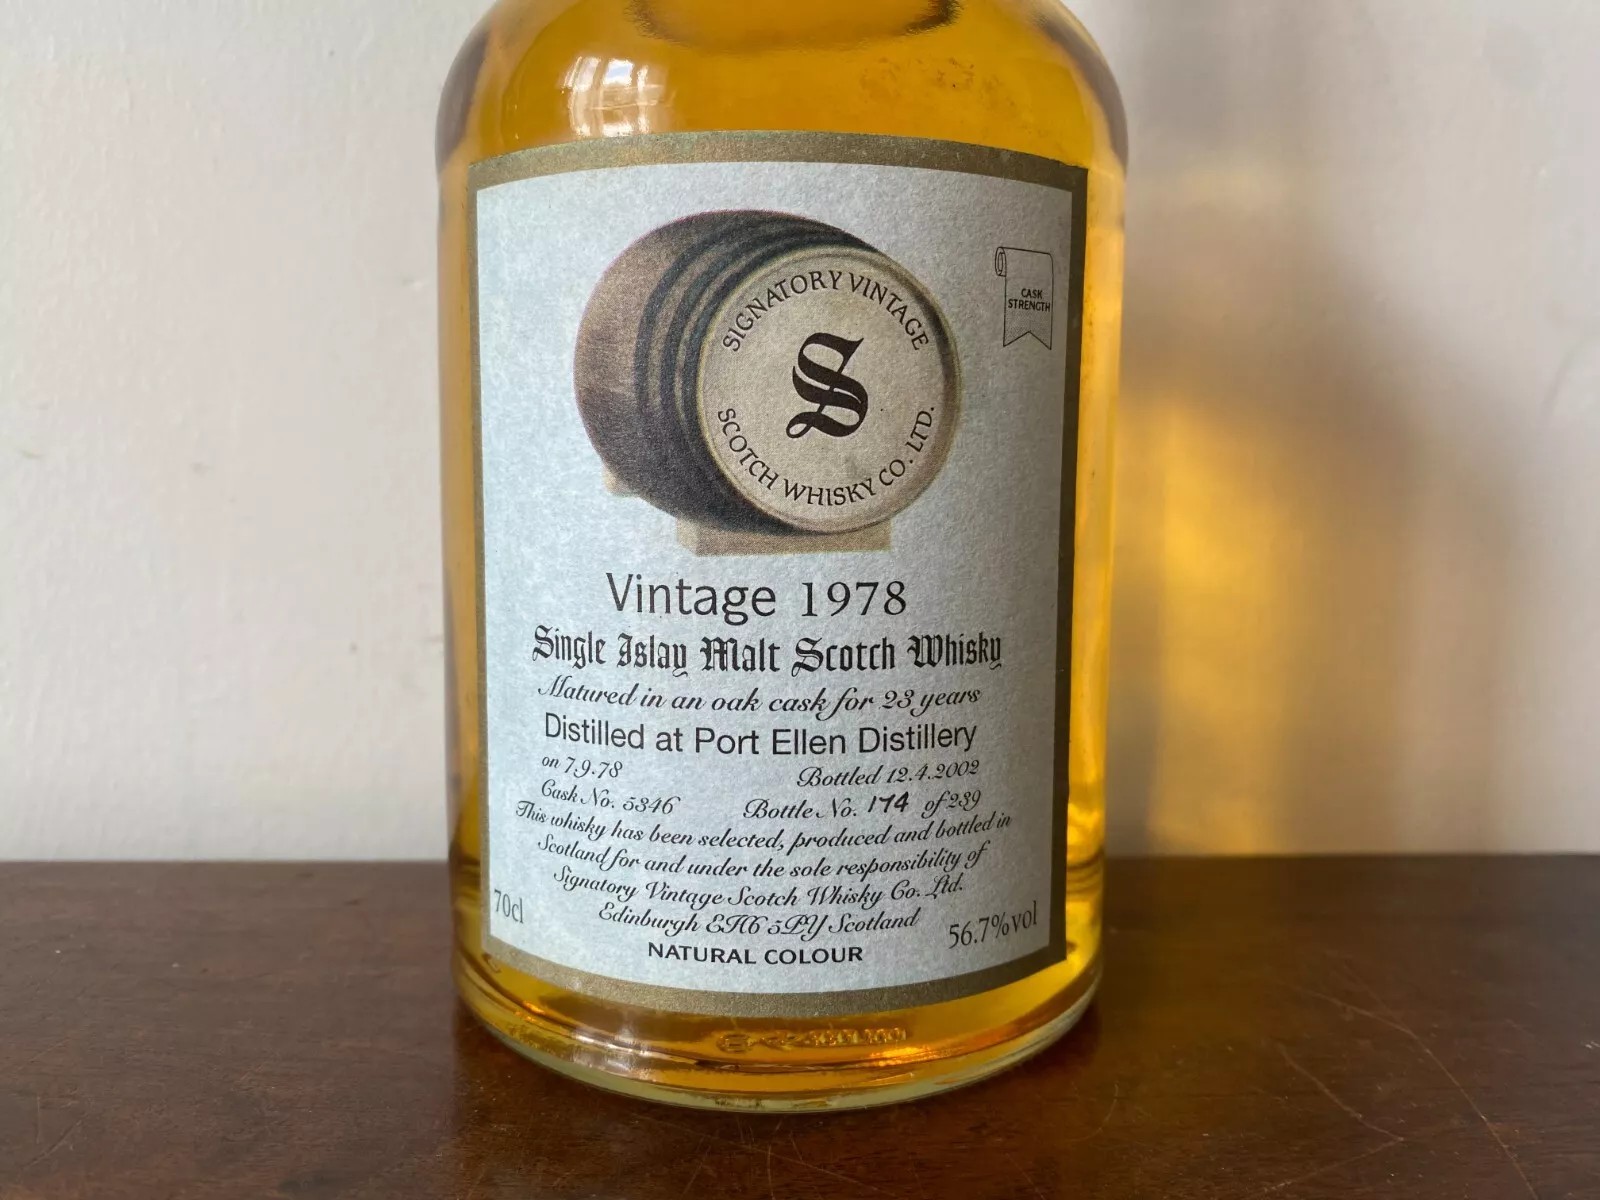 SIGNATORY VINTAGE
S
SCOTCH WHISKY CO. LTD.
CASK
STRENGTH
Vintage 1978
Single Islay Malt Scotch Whisky
Matured in an oak cask for 23 years
Distilled at Port Ellen Distillery
on 7.9.78 Bottled 12.4.2002
Cask No. 5346 Bottle No. 174 of 239
This whisky has been selected, produced and bottled in
Scotland for and under the sole responsibility of
Signatory Vintage Scotch Whisky Co. Ltd.
Edinburgh EH6 5PY Scotland
70cl 56.7%vol
NATURAL COLOUR